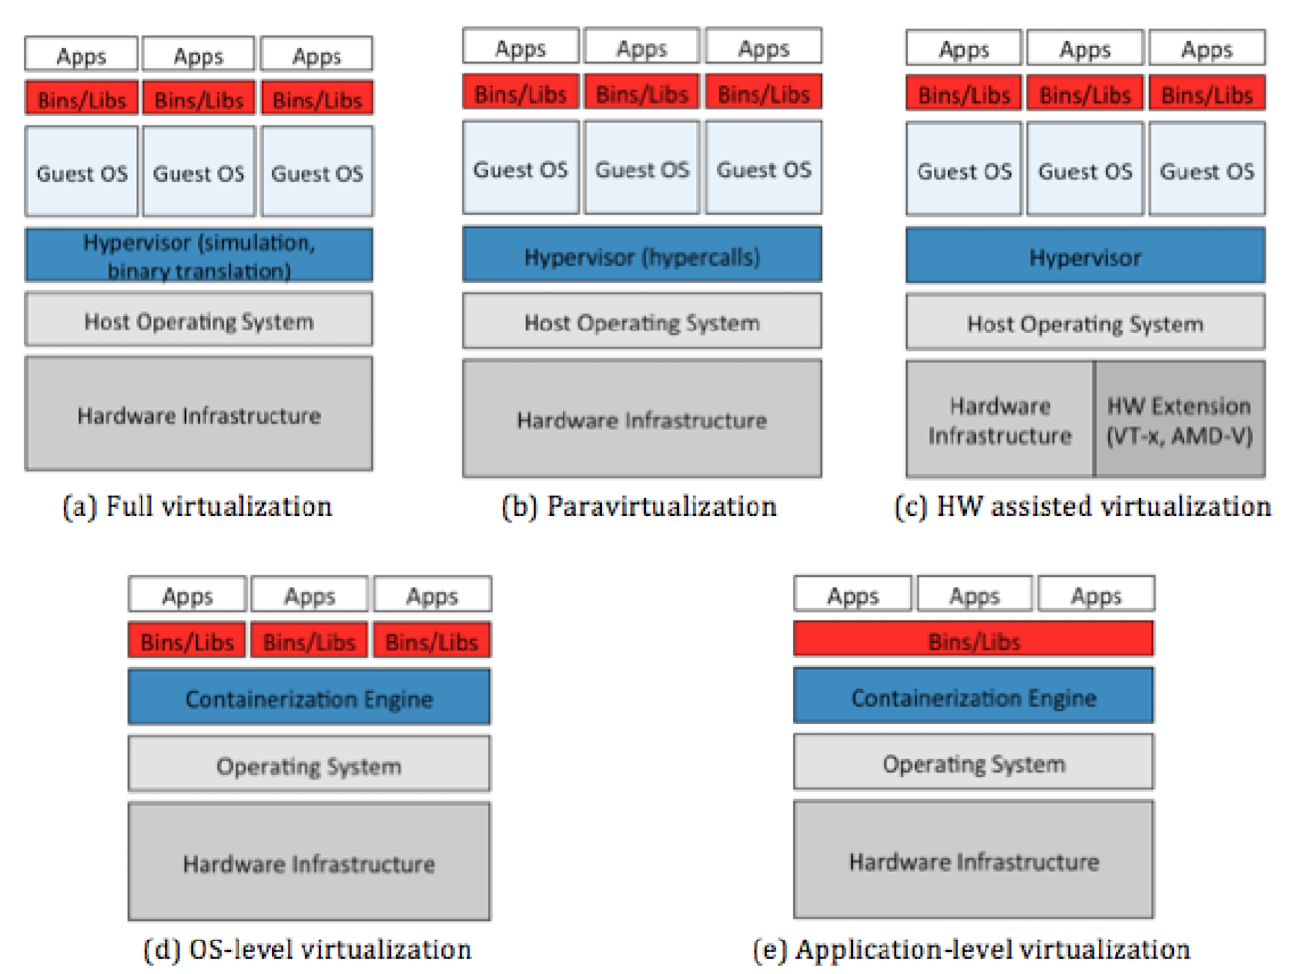 Apps Apps Apps
Bins/Libs Bins/Libs Bins/Libs
Guest OS Guest OS Guest OS
Hypervisor (simulation,
binary translation)
Host Operating System
Hardware Infrastructure
(a) Full virtualization
Apps Apps Apps
Bins/Libs Bins/Libs Bins/Libs
Guest OS Guest OS Guest OS
Hypervisor (hypercalls)
Host Operating System
Hardware Infrastructure
(b) Paravirtualization
Apps Apps Apps
Bins/Libs Bins/Libs Bins/Libs
Guest OS Guest OS Guest OS
Hypervisor
Host Operating System
Hardware
Infrastructure
HW Extension
(VT-x, AMD-V)
(c) HW assisted virtualization
Apps Apps Apps
Bins/Libs Bins/Libs Bins/Libs
Containerization Engine
Operating System
Hardware Infrastructure
(d) OS-level virtualization
Apps Apps Apps
Bins/Libs
Containerization Engine
Operating System
Hardware Infrastructure
(e) Application-level virtualization